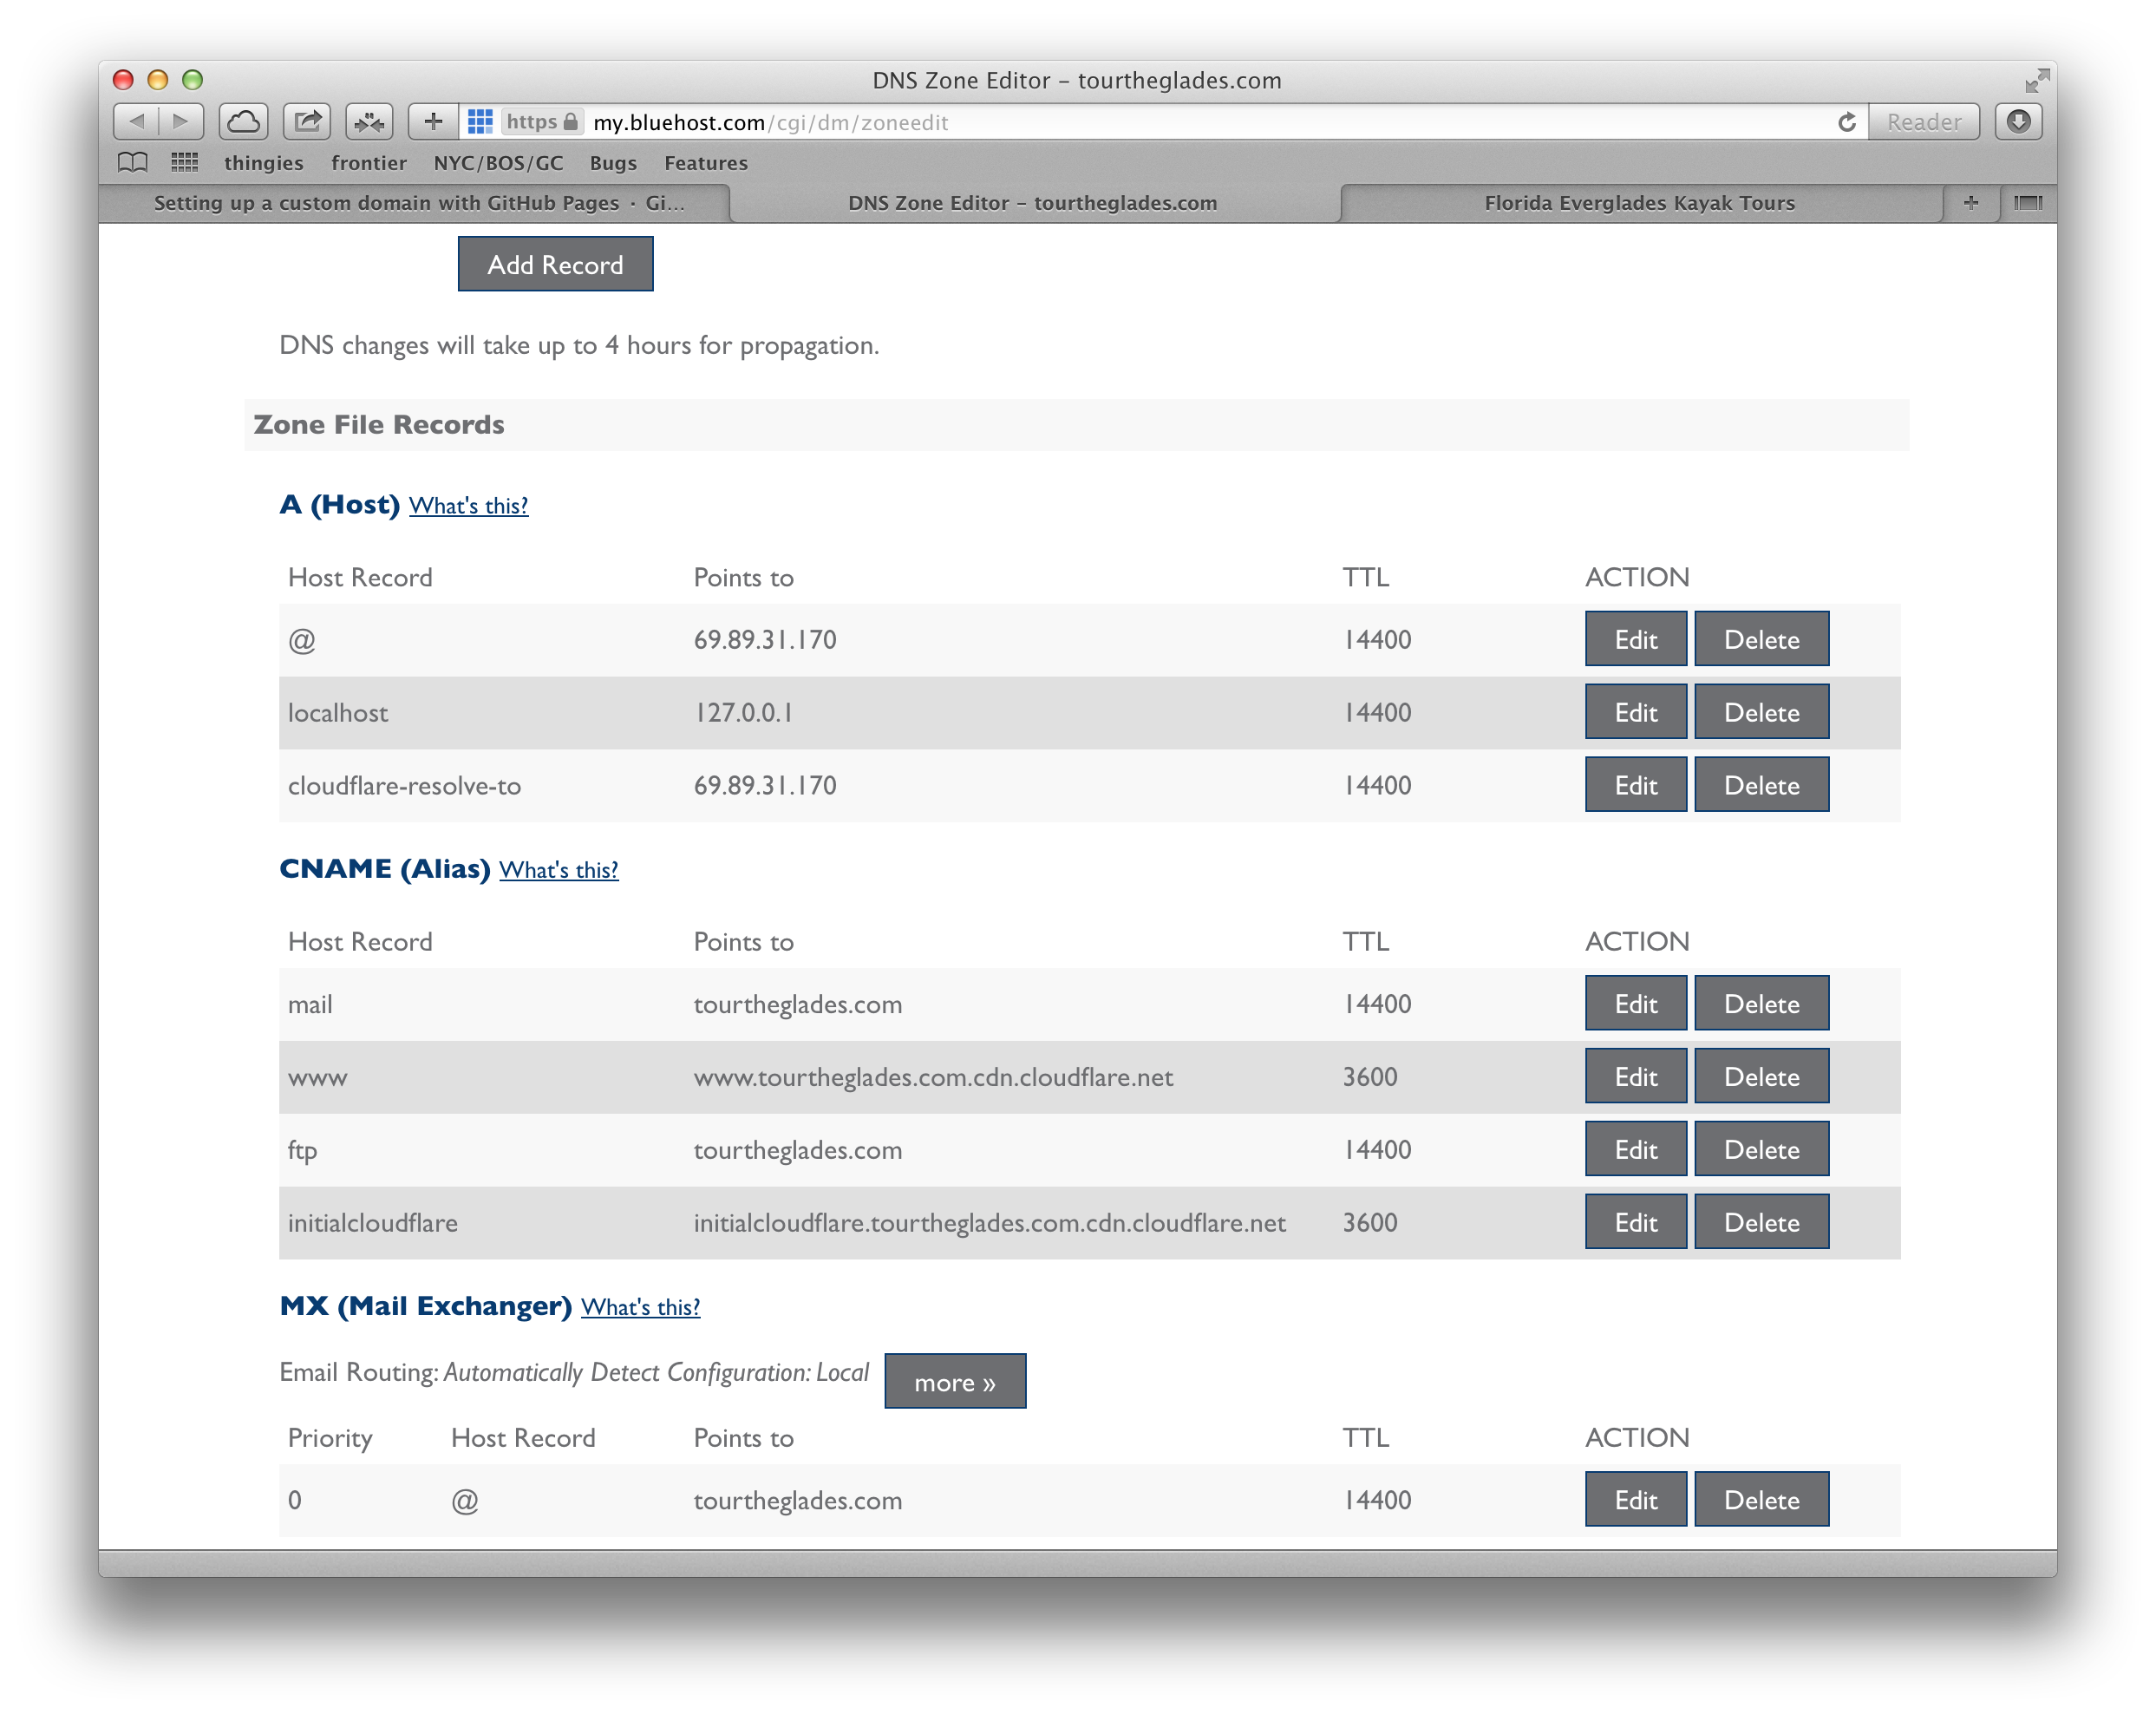 DNS Zone Editor – tourtheglades.com
https my.bluehost.com/cgi/dm/zoneedit Reader
thingies frontier NYC/BOS/GC Bugs Features
Setting up a custom domain with GitHub Pages · Gi... DNS Zone Editor – tourtheglades.com Florida Everglades Kayak Tours
Add Record
DNS changes will take up to 4 hours for propagation.
Zone File Records
A (Host) What's this?
Host Record Points to TTL ACTION
@ 69.89.31.170 14400 Edit Delete
localhost 127.0.0.1 14400 Edit Delete
cloudflare-resolve-to 69.89.31.170 14400 Edit Delete
CNAME (Alias) What's this?
Host Record Points to TTL ACTION
mail tourtheglades.com 14400 Edit Delete
www www.tourtheglades.com.cdn.cloudflare.net 3600 Edit Delete
ftp tourtheglades.com 14400 Edit Delete
initialcloudflare initialcloudflare.tourtheglades.com.cdn.cloudflare.net 3600 Edit Delete
MX (Mail Exchanger) What's this?
Email Routing: Automatically Detect Configuration: Local more »
Priority Host Record Points to TTL ACTION
0 @ tourtheglades.com 14400 Edit Delete